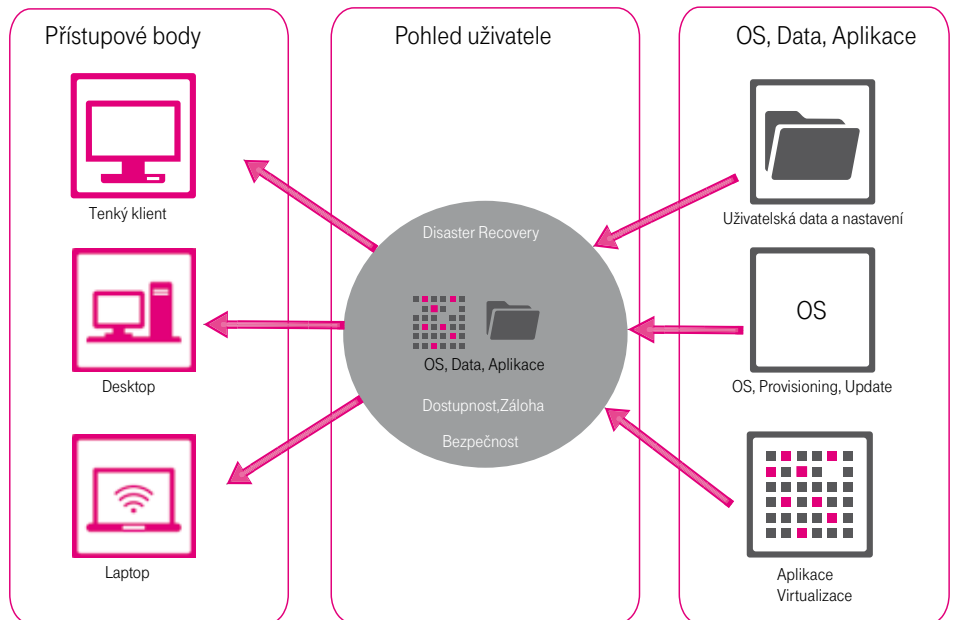 Přístupové body
Tenký klient
Desktop
Laptop
Pohled uživatele
Disaster Recovery
OS, Data, Aplikace
Dostupnost,Záloha
Bezpečnost
OS, Data, Aplikace
Uživatelská data a nastavení
OS
OS, Provisioning, Update
Aplikace
Virtualizace